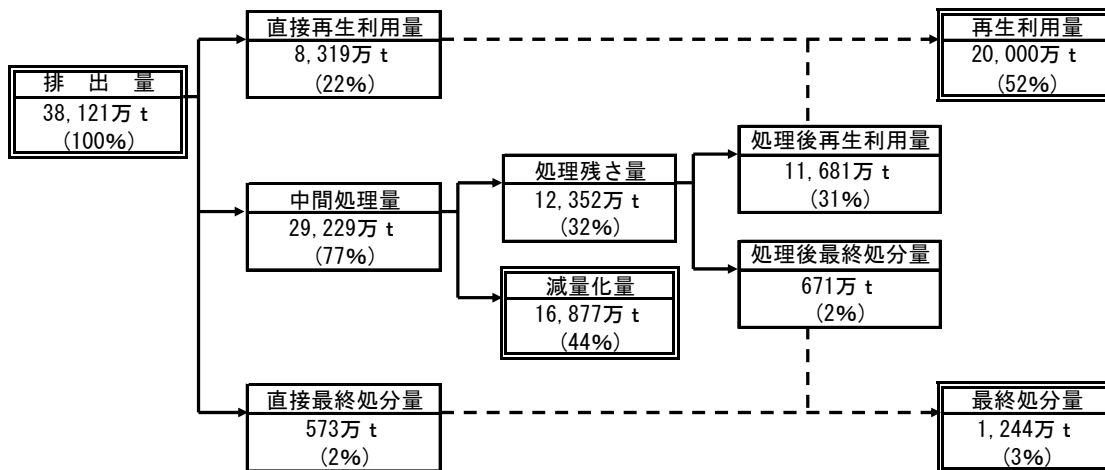 直接再生利用量
8,319万 t
(22%)
再生利用量
20,000万 t
(52%)
排 出 量
38,121万 t
(100%)
処理後再生利用量
11,681万 t
(31%)
処理残さ量
12,352万 t
(32%)
中間処理量
29,229万 t
(77%)
処理後最終処分量
671万 t
(2%)
減量化量
16,877万 t
(44%)
直接最終処分量
573万 t
(2%)
最終処分量
1,244万 t
(3%)